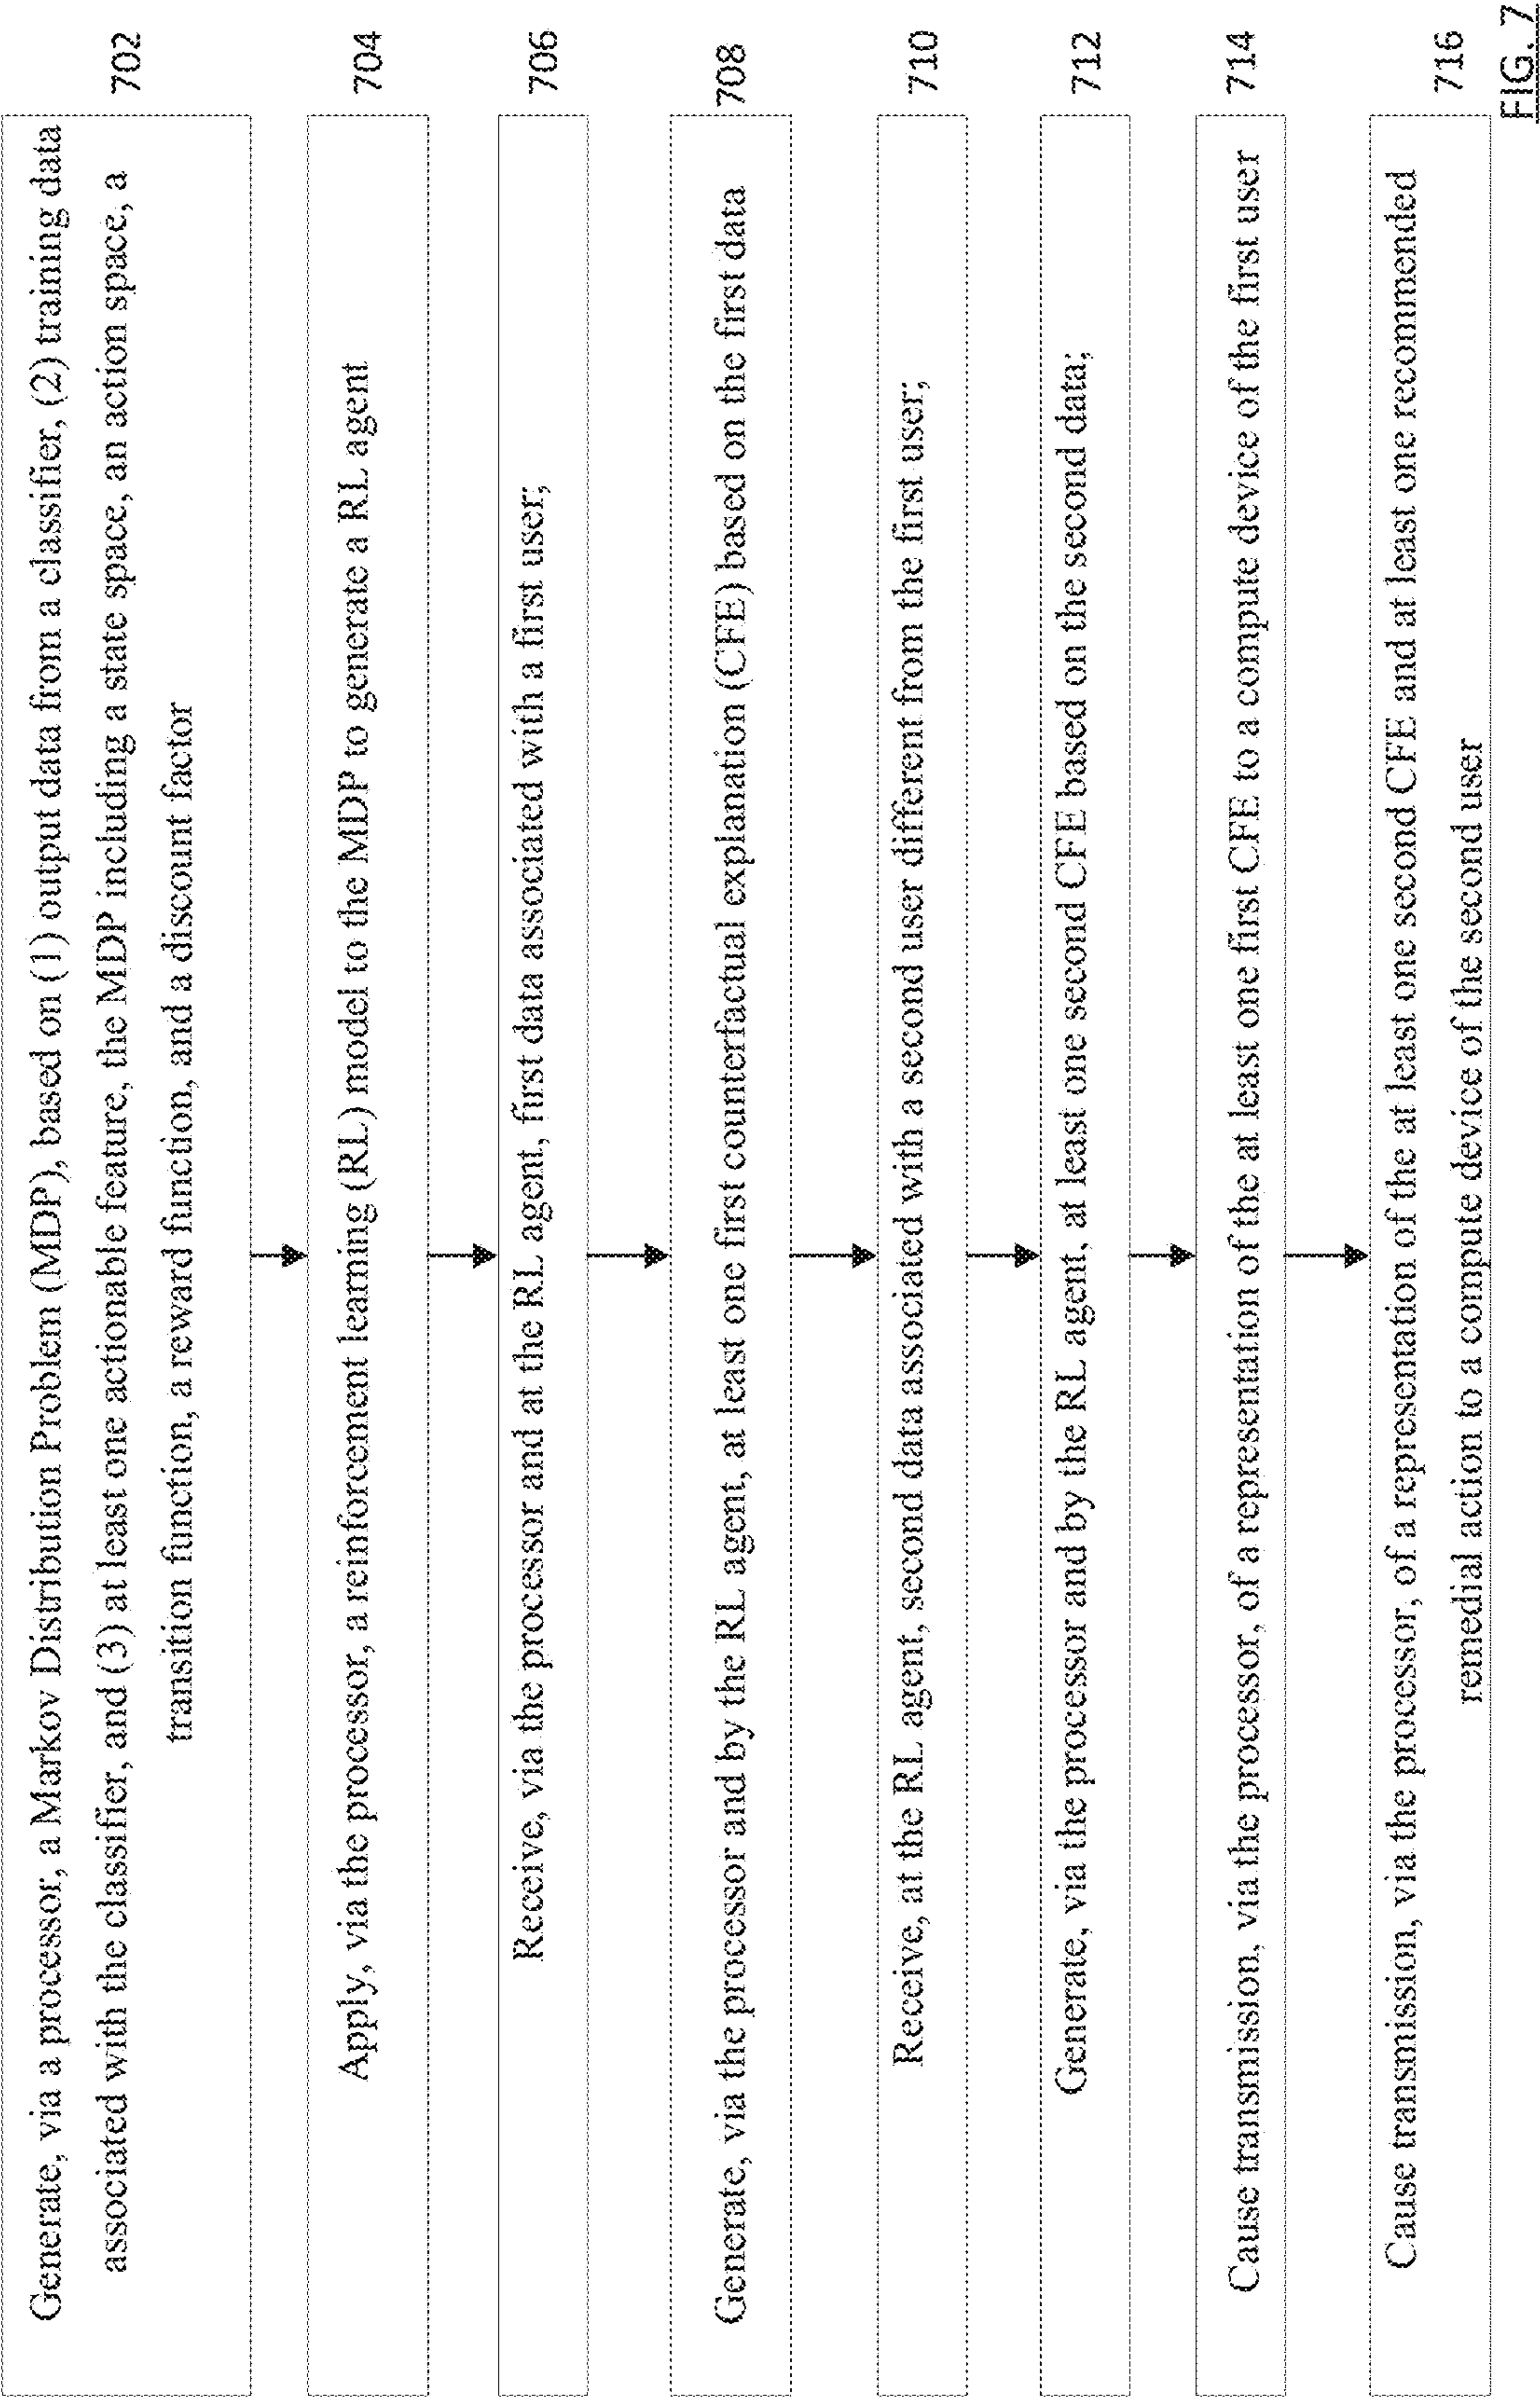 Generate, via a processor, a Markov Distribution Problem (MDP), based on (1) output data from a classifier, (2) training data
associated with the classifier, and (3) at least one actionable feature, the MDP including a state space, an action space, a
transition function, a reward function, and a discount factor
702
Apply, via the processor, a reinforcement learning (RL) model to the MDP to generate a RL agent
704
Receive, via the processor and at the RL agent, first data associated with a first user;
706
Generate, via the processor and by the RL agent, at least one first counterfactual explanation (CFE) based on the first data
708
Receive, at the RL agent, second data associated with a second user different from the first user;
710
Generate, via the processor and by the RL agent, at least one second CFE based on the second data;
712
Cause transmission, via the processor, of a representation of the at least one first CFE to a compute device of the first user
714
Cause transmission, via the processor, of a representation of the at least one second CFE and at least one recommended
remedial action to a compute device of the second user
716
FIG. 7